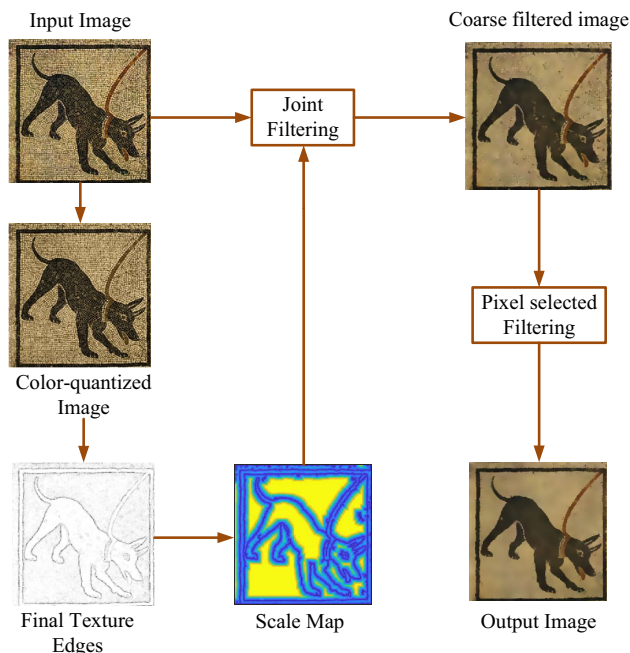 Input Image
Coarse filtered image
Joint
Filtering
Pixel selected
Filtering
Color-quantized
Image
Final Texture
Edges
Scale Map
Output Image